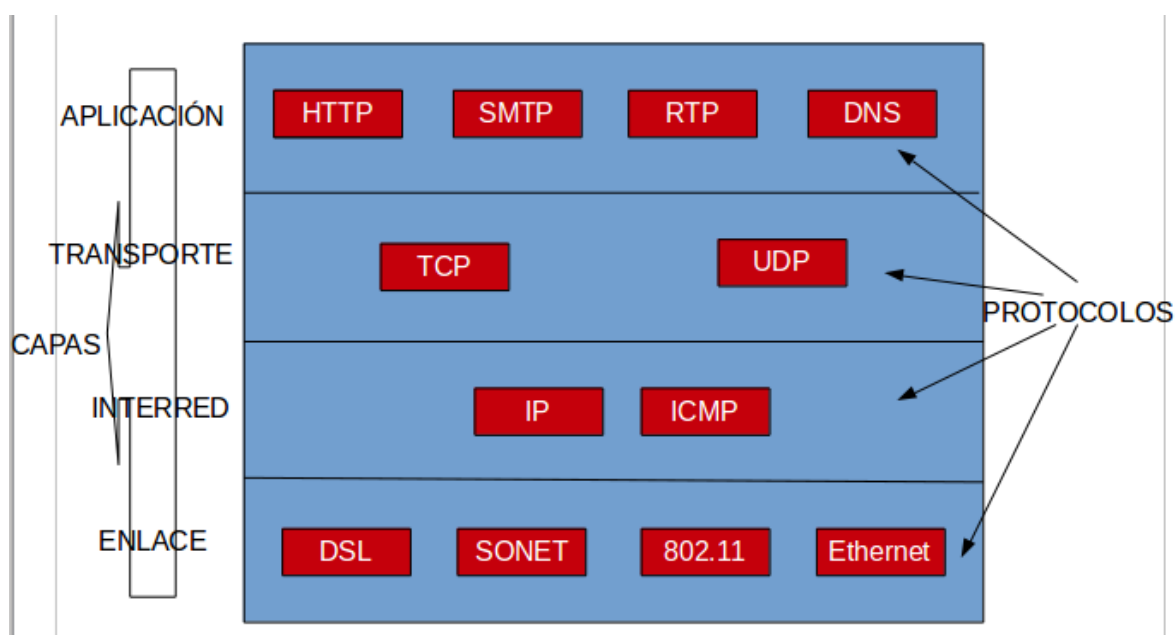 APLICACIÓN
HTTP
SMTP
RTP
DNS
TRANSPORTE
TCP
UDP
PROTOCOLOS
CAPAS
INTERRED
IP
ICMP
ENLACE
DSL
SONET
802.11
Ethernet